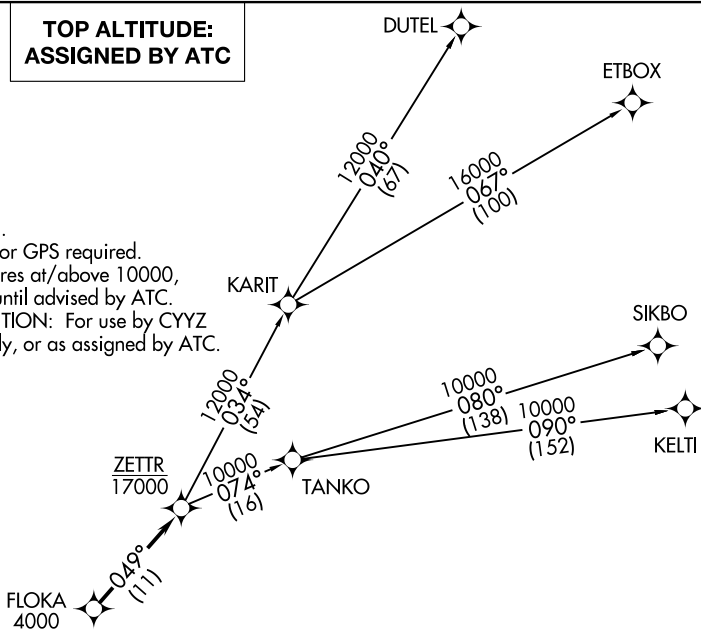 TOP ALTITUDE:
ASSIGNED BY ATC
DUTEL
ETBOX
12000
040°
(67)
16000
067°
(100)
.
or GPS required.
res at/above 10000,
until advised by ATC.
TION: For use by CYYZ
ly, or as assigned by ATC.
KARIT
SIKBO
12000
034°
(54)
10000
080°
(138)
10000
090°
(152)
KELTI
ZETTR
17000
10000
074°
(16)
TANKO
049°
(11)
FLOKA
4000